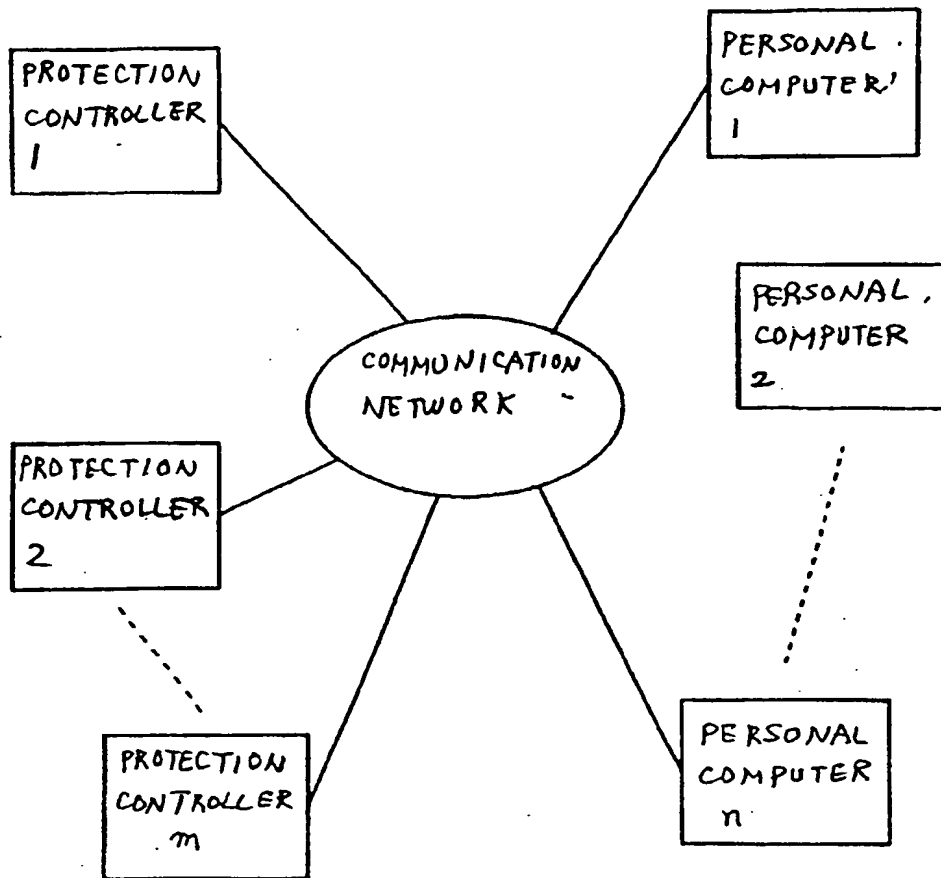 PROTECTION
CONTROLLER
1
PERSONAL
COMPUTER
1
PERSONAL
COMPUTER
2
COMMUNICATION
NETWORK
PROTECTION
CONTROLLER
2
PROTECTION
CONTROLLER
m
PERSONAL
COMPUTER
n